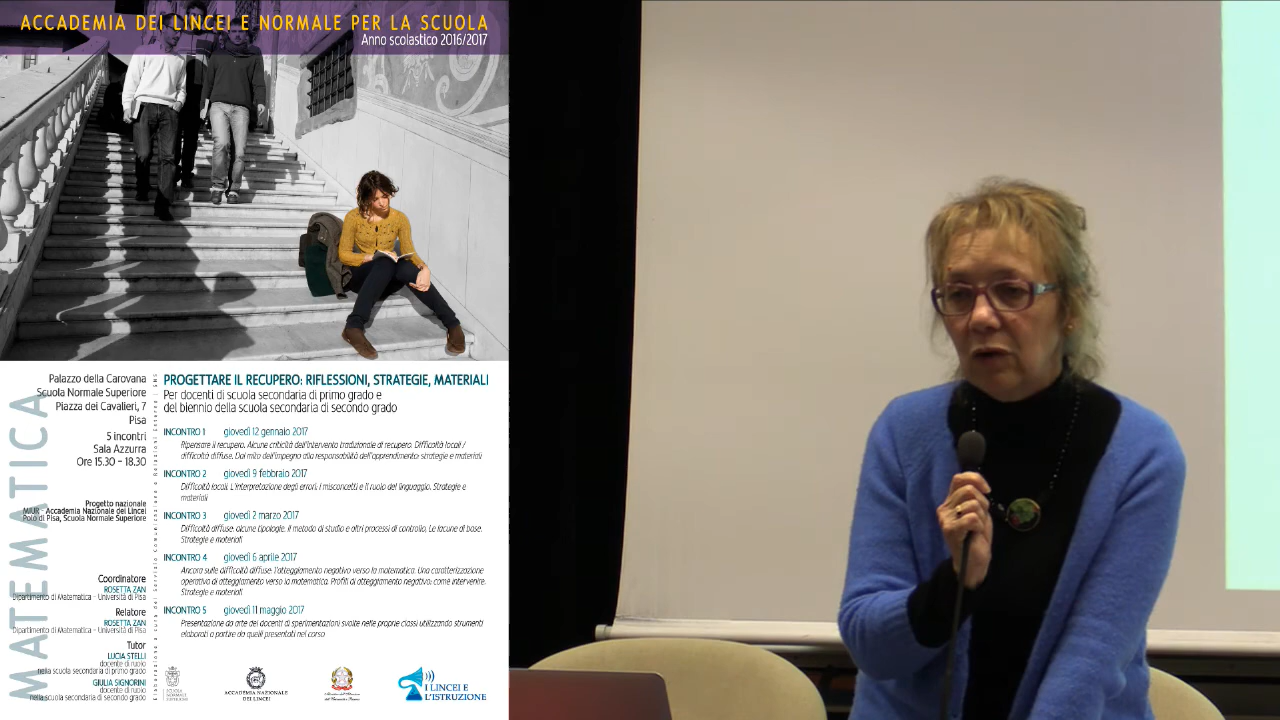 ACCADEMIA DEI LINCEI E NORMALE PER LA SCUOLA
Anno scolastico 2016/2017
MATEMATICA
Palazzo della Carovana
Scuola Normale Superiore
Piazza dei Cavalieri, 7
Pisa
5 incontri
Sala Azzurra
Ore 15.30 - 18.30
Progetto nazionale
MIUR - Accademia Nazionale dei Lincei
Polo di Pisa, Scuola Normale Superiore
Coordinatore
ROSETTA ZAN
Dipartimento di Matematica - Università di Pisa
Relatore
ROSETTA ZAN
Dipartimento di Matematica - Università di Pisa
Tutor
LUCIA STELLI
docente di ruolo
nella scuola secondaria di primo grado
GIULIA SIGNORINI
docente di ruolo
nella scuola secondaria di secondo grado
PROGETTARE IL RECUPERO: RIFLESSIONI, STRATEGIE, MATERIALI
Per docenti di scuola secondaria di primo grado e
del biennio della scuola secondaria di secondo grado
INCONTRO 1 giovedì 12 gennaio 2017
Ripensare il recupero. Alcune criticità dell'intervento tradizionale di recupero. Difficoltà locali /
difficoltà diffuse. Dal mito dell'impegno alla responsabilità dell'apprendimento: strategie e materiali
INCONTRO 2 giovedì 9 febbraio 2017
Difficoltà locali. L'interpretazione degli errori. I misconcetti e il ruolo del linguaggio. Strategie e
materiali
INCONTRO 3 giovedì 2 marzo 2017
Difficoltà diffuse: alcune tipologie. Il metodo di studio e altri processi di controllo. Le lacune di base.
Strategie e materiali
INCONTRO 4 giovedì 6 aprile 2017
Ancora sulle difficoltà diffuse: l'atteggiamento negativo verso la matematica. Una caratterizzazione
operativa di atteggiamento verso la matematica. Profili di atteggiamento negativo: come intervenire.
Strategie e materiali
INCONTRO 5 giovedì 11 maggio 2017
Presentazione da parte dei docenti di sperimentazioni svolte nelle proprie classi utilizzando strumenti
elaborati a partire da quelli presentati nel corso
SCUOLA
NORMALE
SUPERIORE
ACCADEMIA NAZIONALE
DEI LINCEI
I LINCEI E
L'ISTRUZIONE